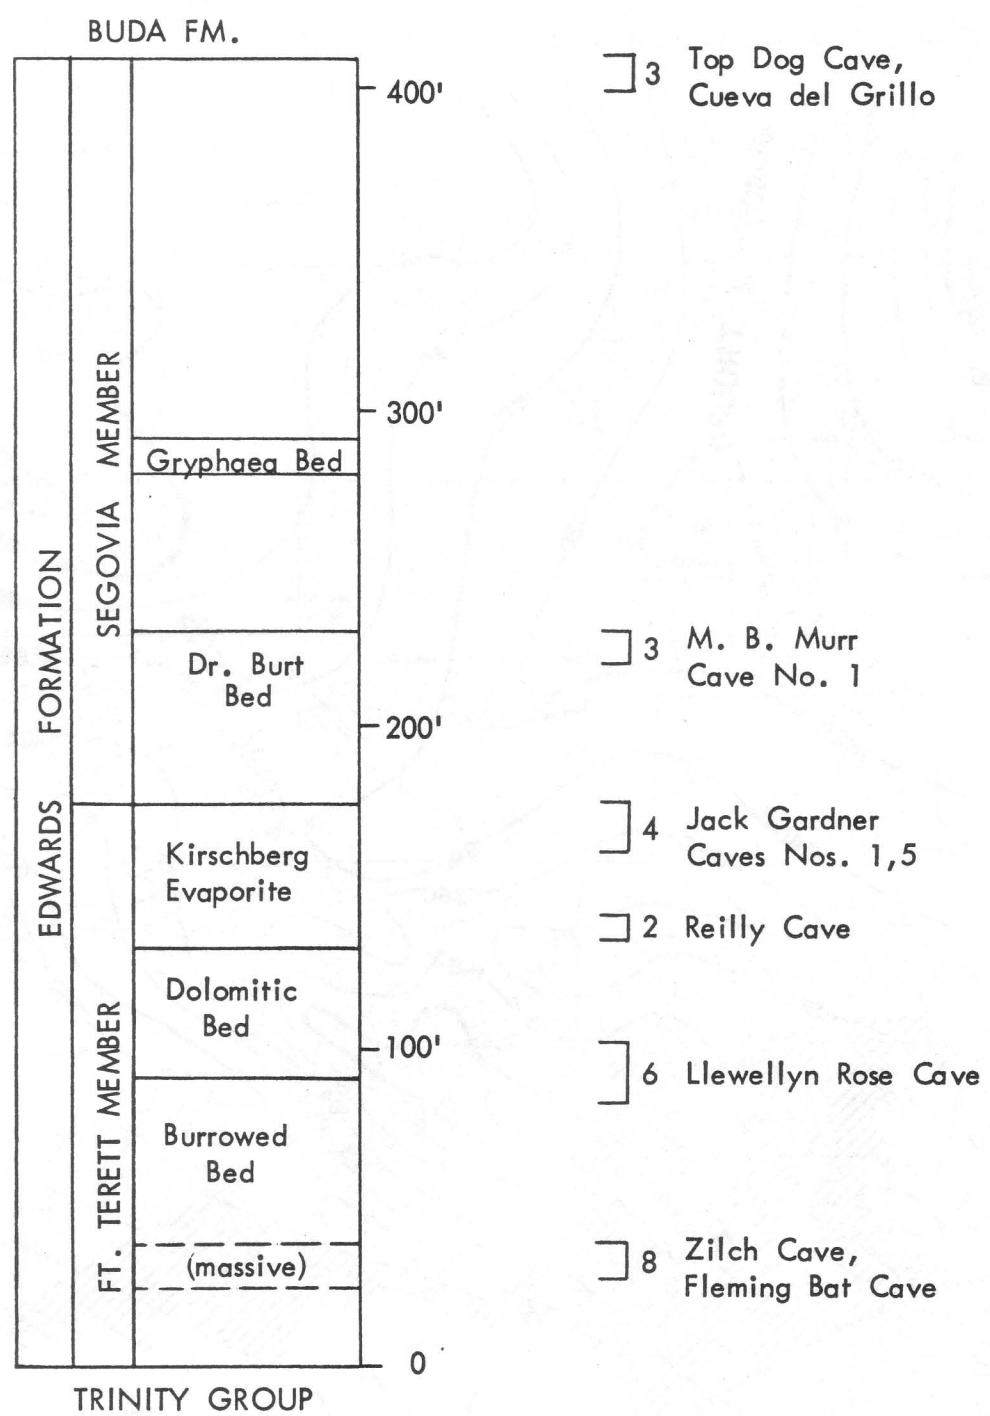 BUDA FM.
EDWARDS FORMATION
SEGOVIA MEMBER
FT. TERETT MEMBER
Gryphaea Bed
Dr. Burt
Bed
Kirschberg
Evaporite
Dolomitic
Bed
Burrowed
Bed
(massive)
TRINITY GROUP
400'
300'
200'
100'
0
3 Top Dog Cave,
Cueva del Grillo
3 M. B. Murr
Cave No. 1
4 Jack Gardner
Caves Nos. 1,5
2 Reilly Cave
6 Llewellyn Rose Cave
8 Zilch Cave,
Fleming Bat Cave